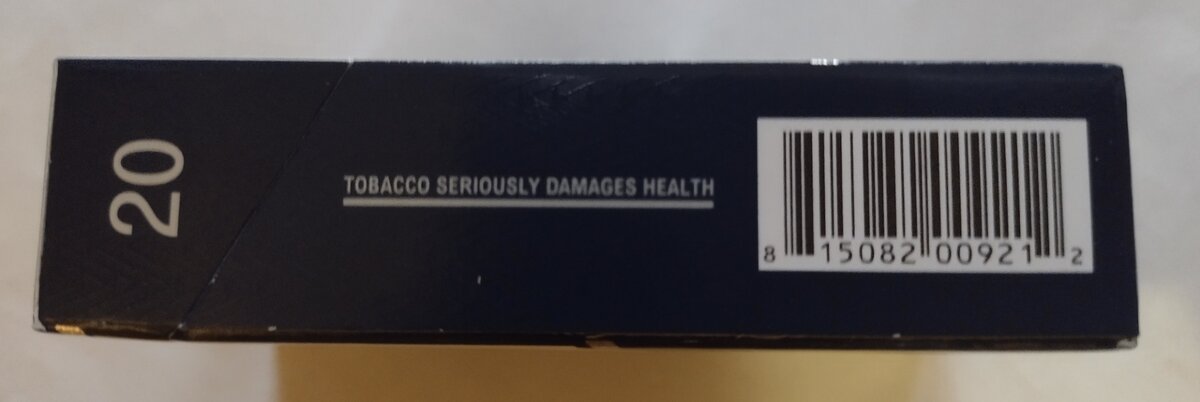 20
TOBACCO SERIOUSLY DAMAGES HEALTH
8 15082 00921 2